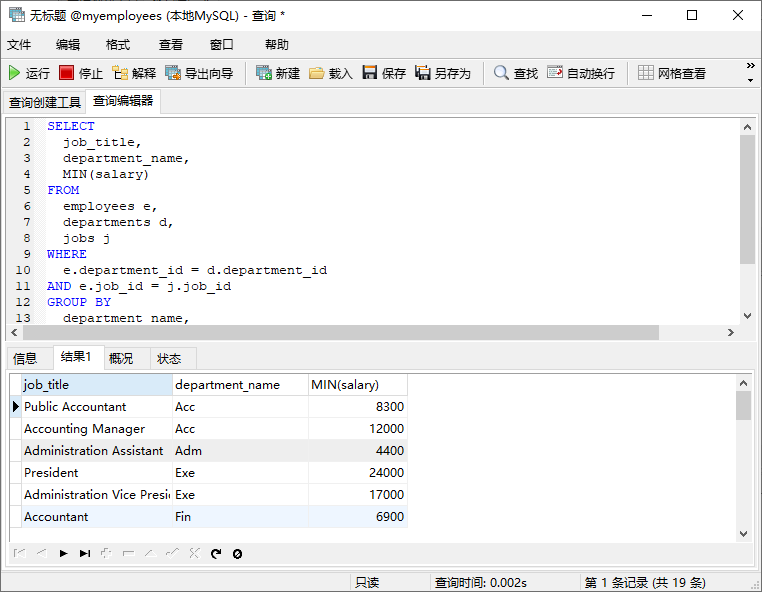 无标题 @myemployees (本地MySQL) - 查询 *
文件 编辑 格式 查看 窗口 帮助
运行 停止 解释 导出向导 新建 载入 保存 另存为 查找 自动换行 网格查看
查询创建工具 查询编辑器
1 SELECT
2 job_title,
3 department_name,
4 MIN(salary)
5 FROM
6 employees e,
7 departments d,
8 jobs j
9 WHERE
10 e.department_id = d.department_id
11 AND e.job_id = j.job_id
12 GROUP BY
13 department_name,
信息 结果1 概况 状态
job_title department_name MIN(salary)
Public Accountant Acc 8300
Accounting Manager Acc 12000
Administration Assistant Adm 4400
President Exe 24000
Administration Vice Presi Exe 17000
Accountant Fin 6900
只读 查询时间: 0.002s 第 1 条记录 (共 19 条)